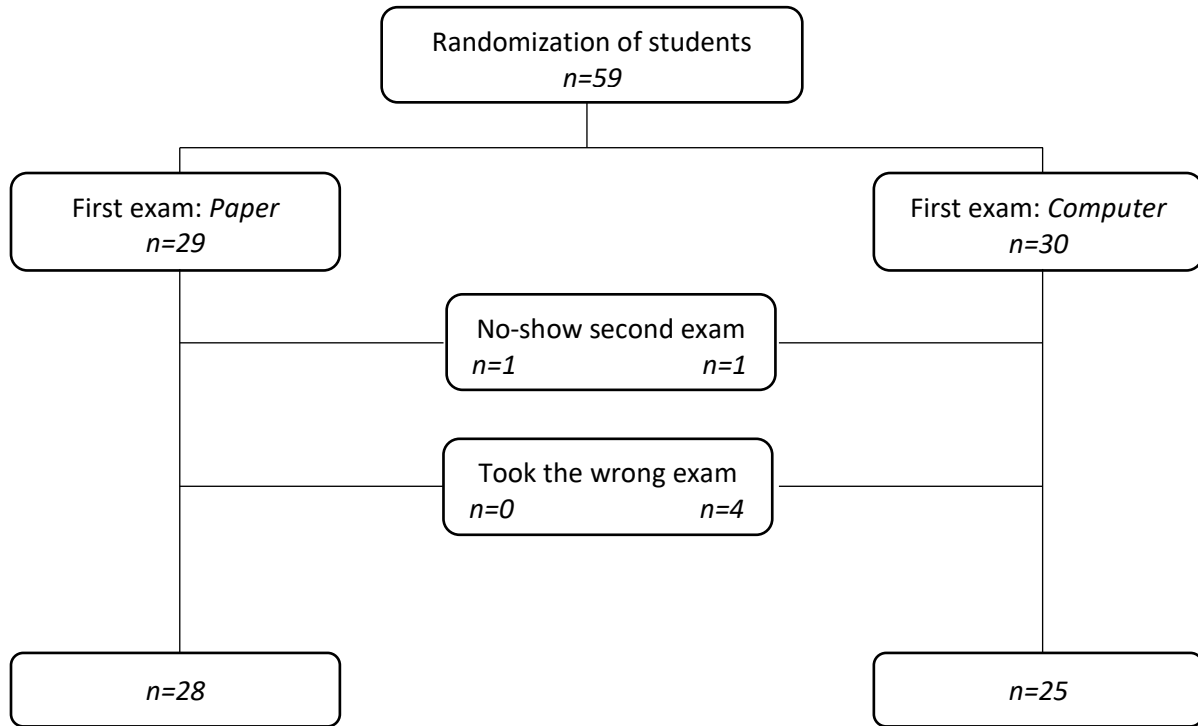 Randomization of students
n=59
First exam: Paper
n=29
First exam: Computer
n=30
No-show second exam
n=1 n=1
Took the wrong exam
n=0 n=4
n=28
n=25